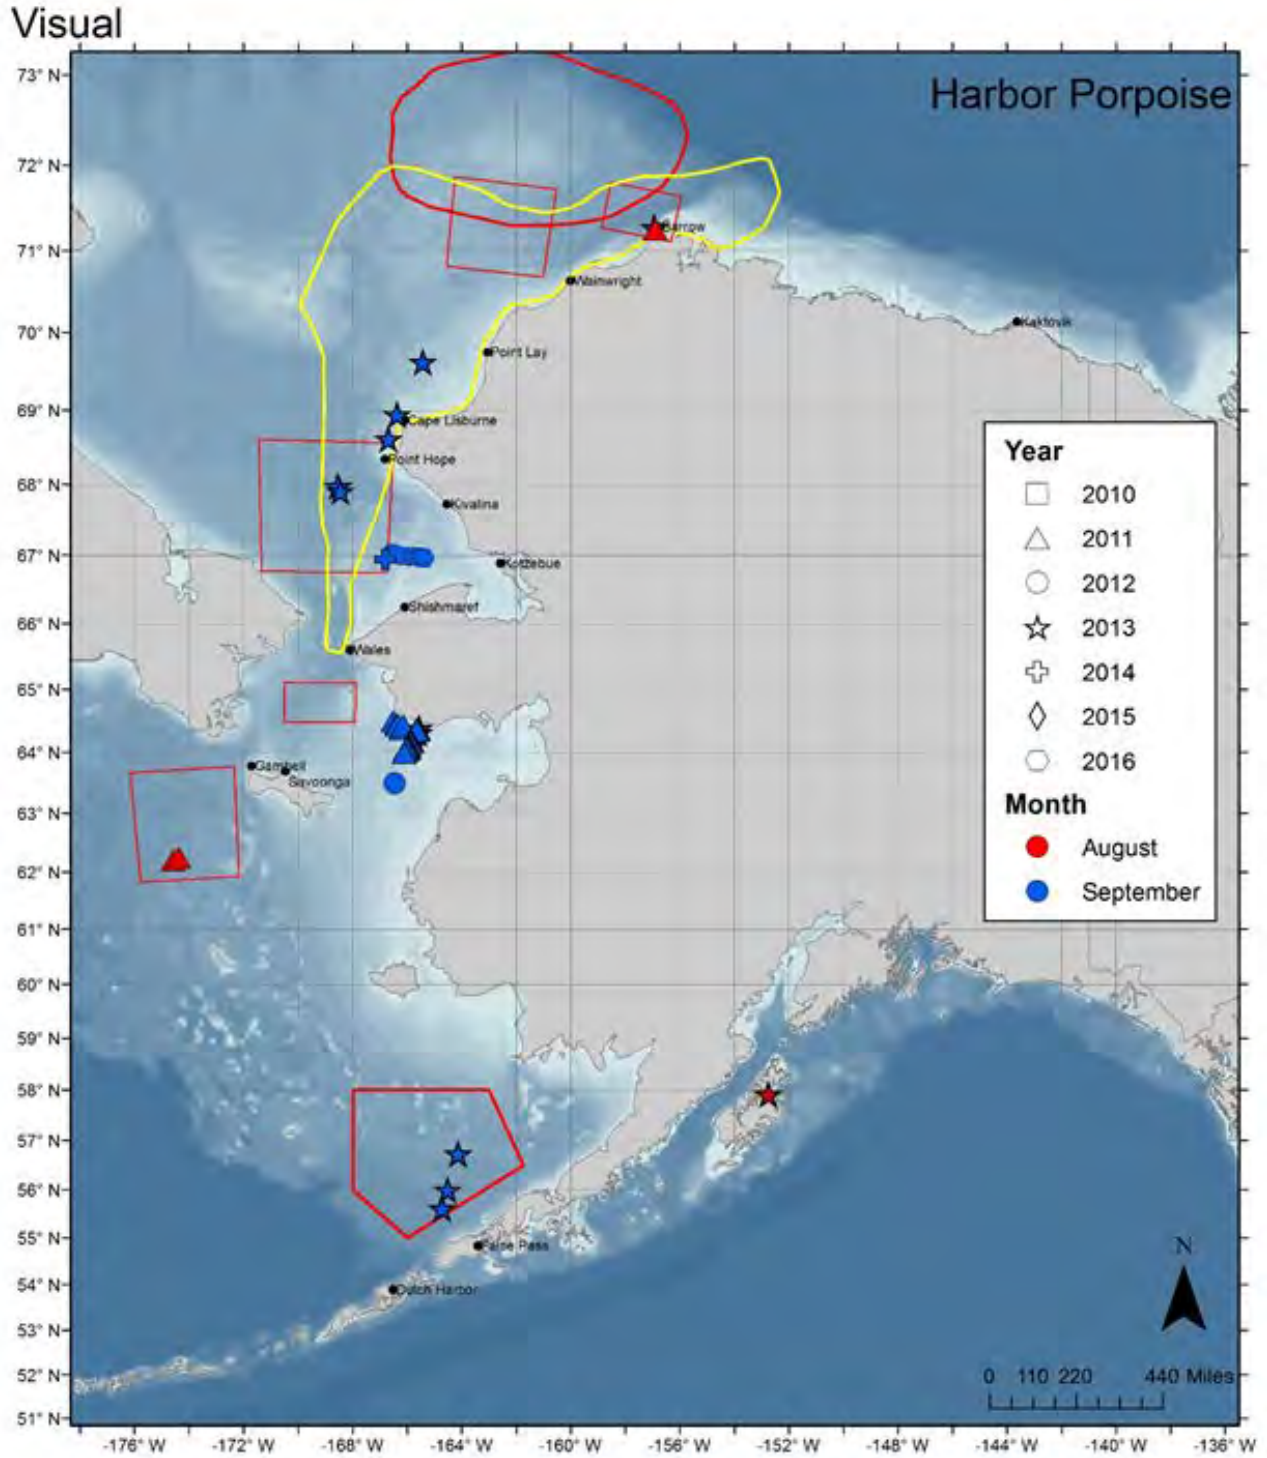 Visual
Harbor Porpoise
73° N
72° N
71° N
70° N
69° N
68° N
67° N
66° N
65° N
64° N
63° N
62° N
61° N
60° N
59° N
58° N
57° N
56° N
55° N
54° N
53° N
52° N
51° N
Barrow
Wainwright
Kaktovik
Point Lay
Cape Lisburne
Point Hope
Kivalina
Kotzebue
Shishmaref
Wales
Gambell
Savoonga
False Pass
Dutch Harbor
Year
2010
2011
2012
2013
2014
2015
2016
Month
August
September
N
0 110 220 440 Miles
-176° W -172° W -168° W -164° W -160° W -156° W -152° W -148° W -144° W -140° W -136° W